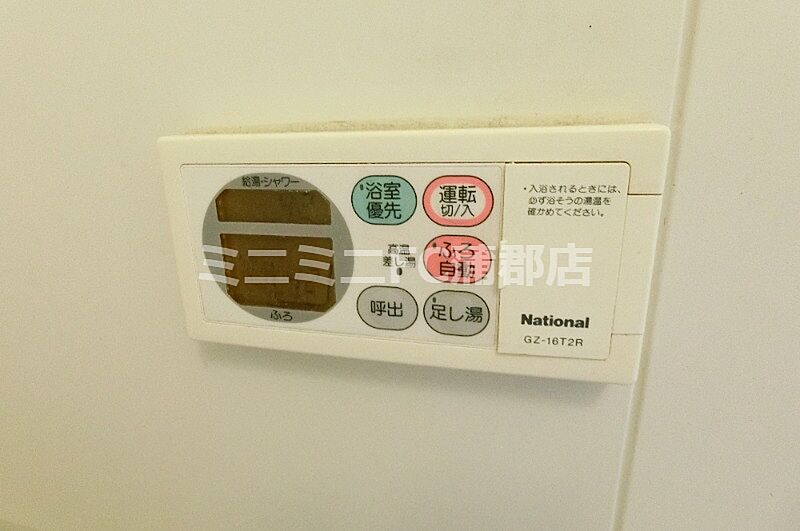 給湯・シャワー
ふろ
浴室
優先
運転
切/入
高温
差し湯
ふろ
自動
呼出
足し湯
・入浴されるときには、
必ず浴そうの湯温を
確かめてください。
National
GZ-16T2R
ミニミニFC蒲郡店